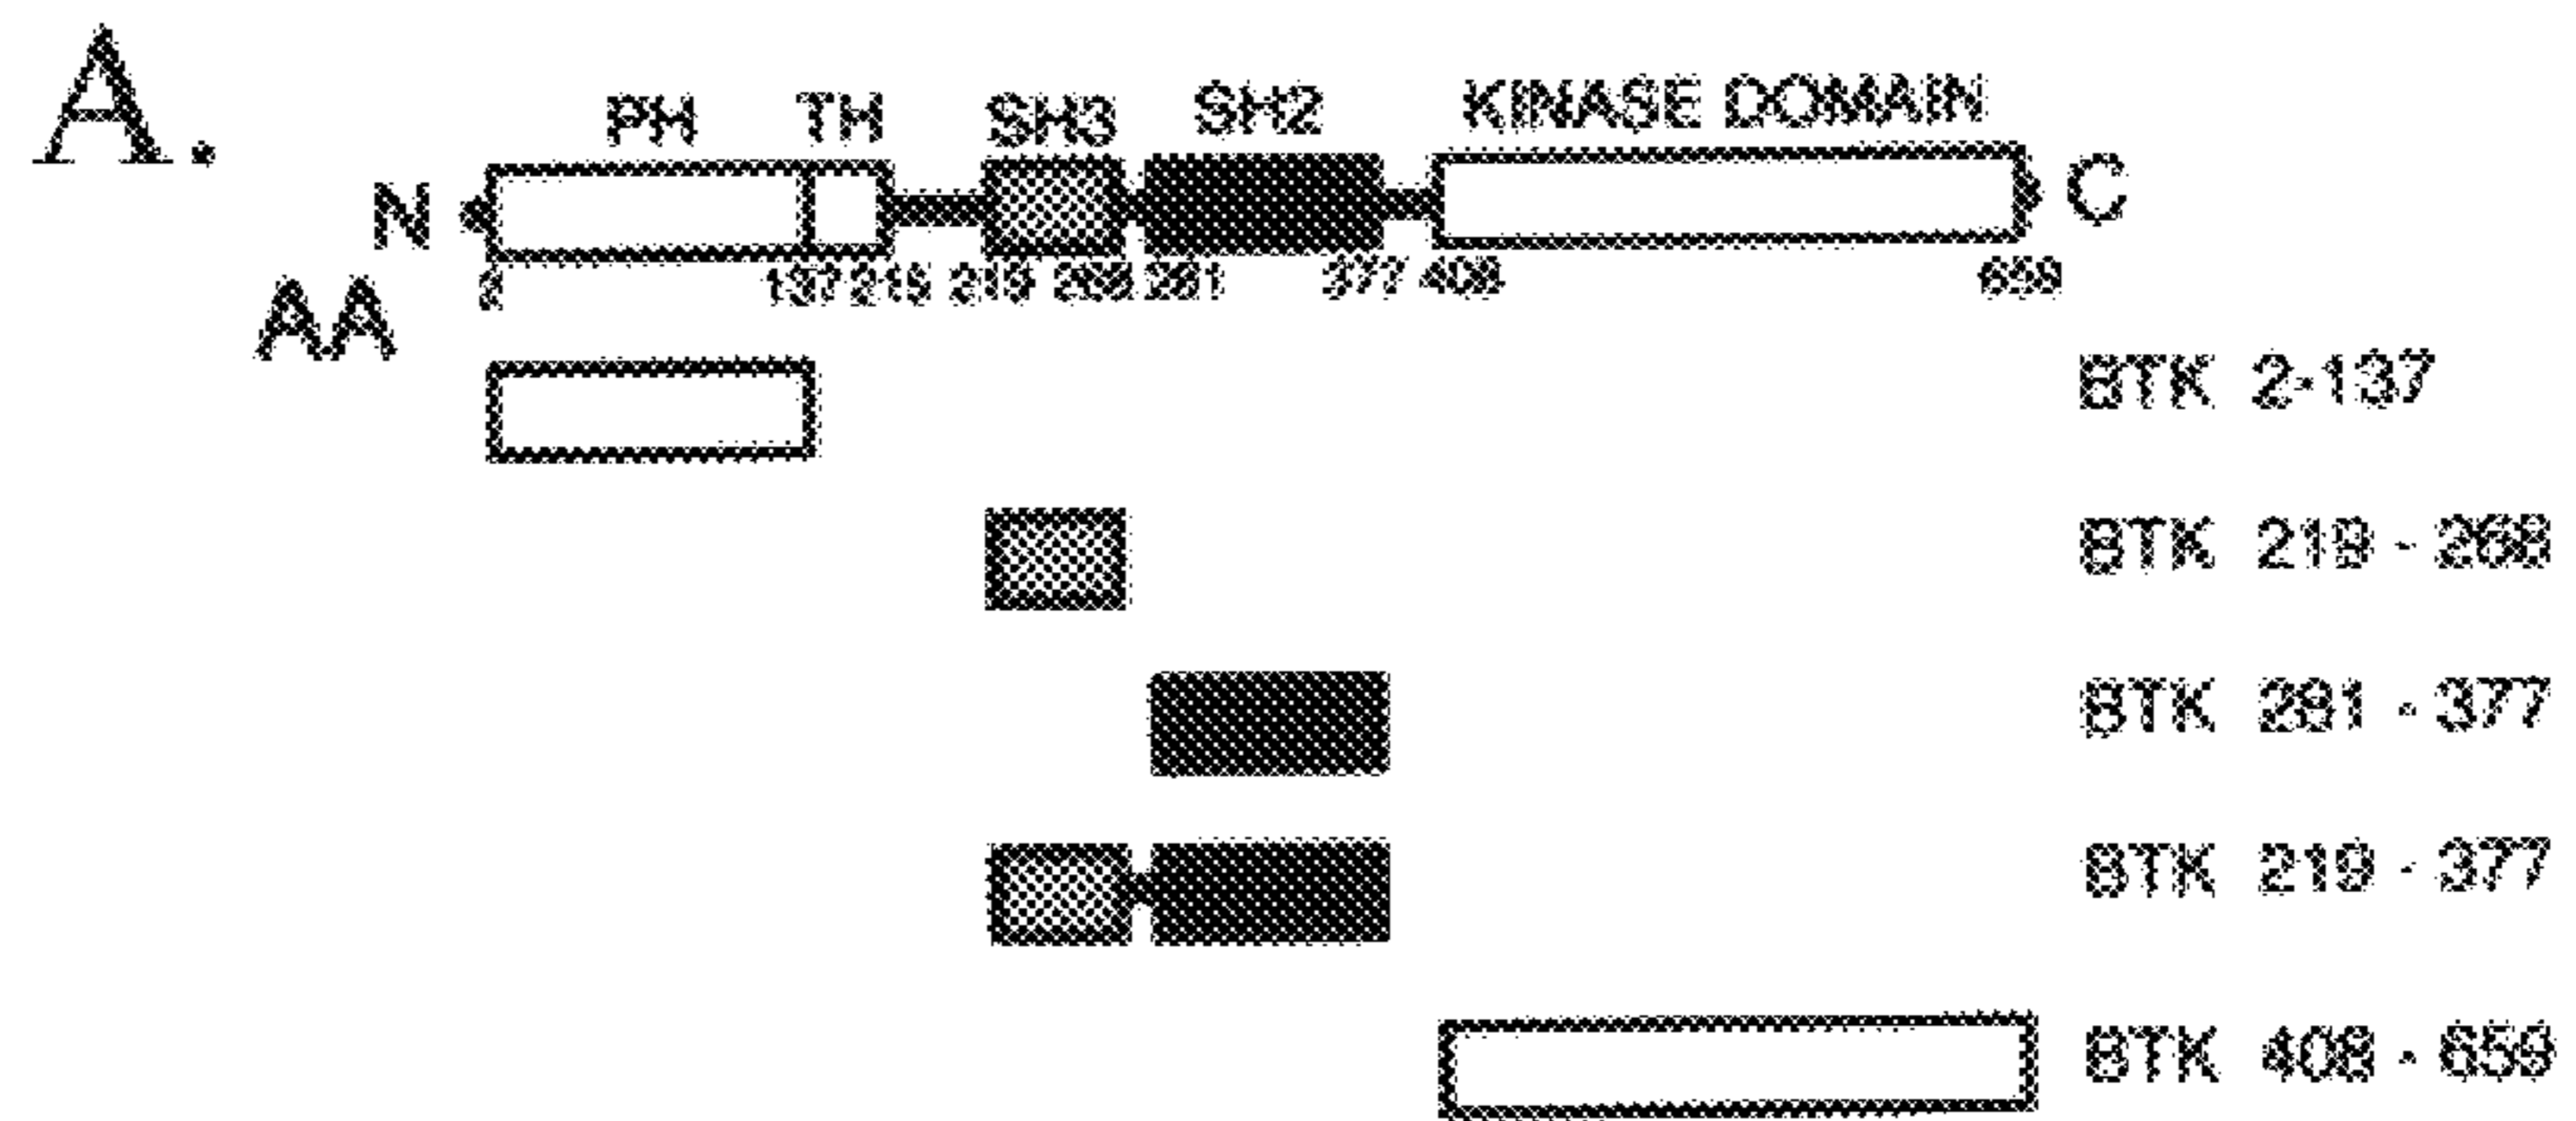 A.
PH TH SH3 SH2 KINASE DOMAIN
N C
AA 2 137 215 219 268 281 377 408 659
BTK 2-137
BTK 219 - 268
BTK 281 - 377
BTK 219 - 377
BTK 408 - 659